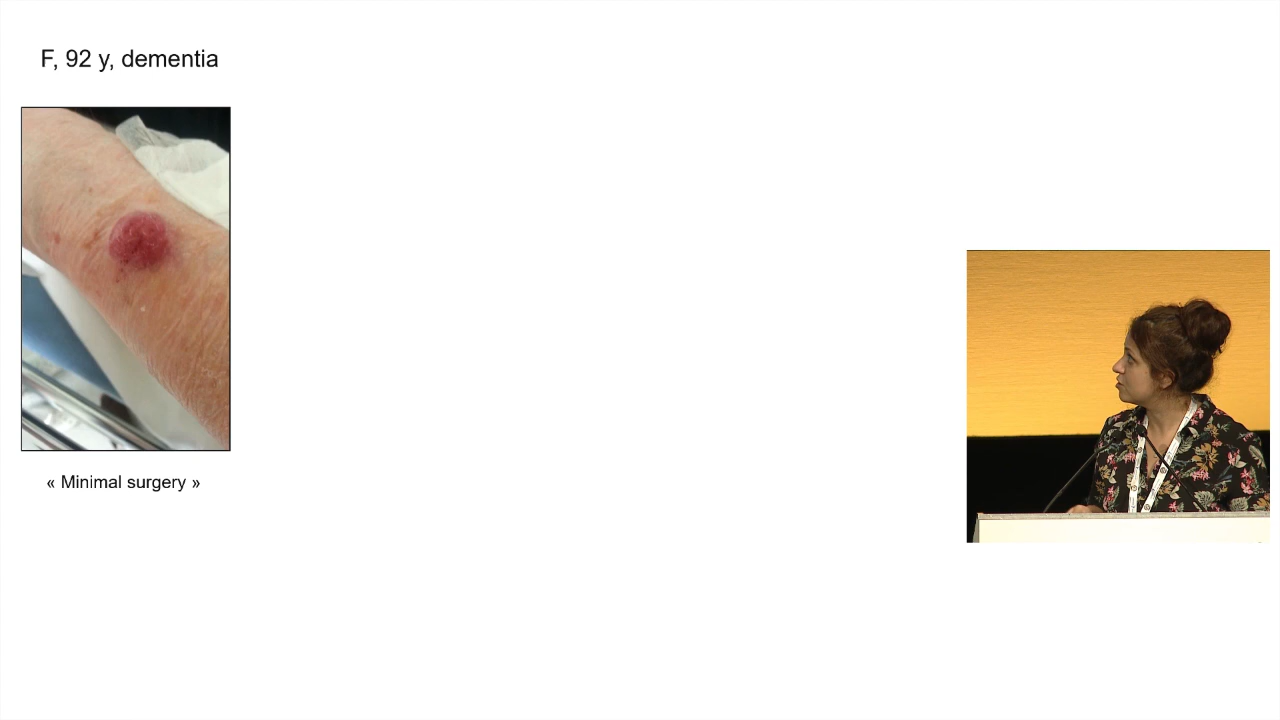 F, 92 y, dementia
« Minimal surgery »